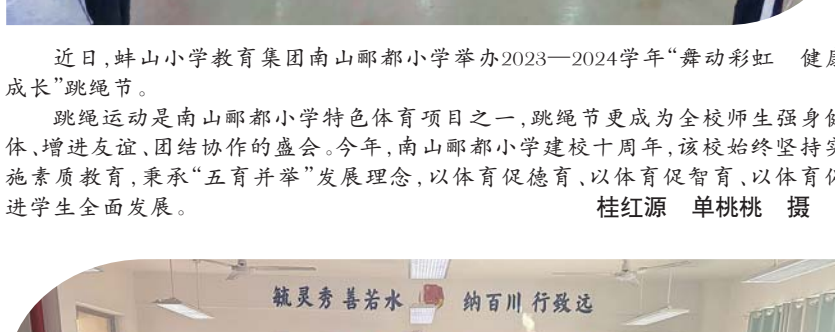 近日，蚌山小学教育集团南山郦都小学举办2023—2024学年“舞动彩虹　健康
成长”跳绳节。
跳绳运动是南山郦都小学特色体育项目之一，跳绳节更成为全校师生强身健
体、增进友谊、团结协作的盛会。今年，南山郦都小学建校十周年，该校始终坚持实
施素质教育，秉承“五育并举”发展理念，以体育促德育、以体育促智育、以体育促
进学生全面发展。　桂红源　单桃桃　摄
毓灵秀 善若水　纳百川 行致远